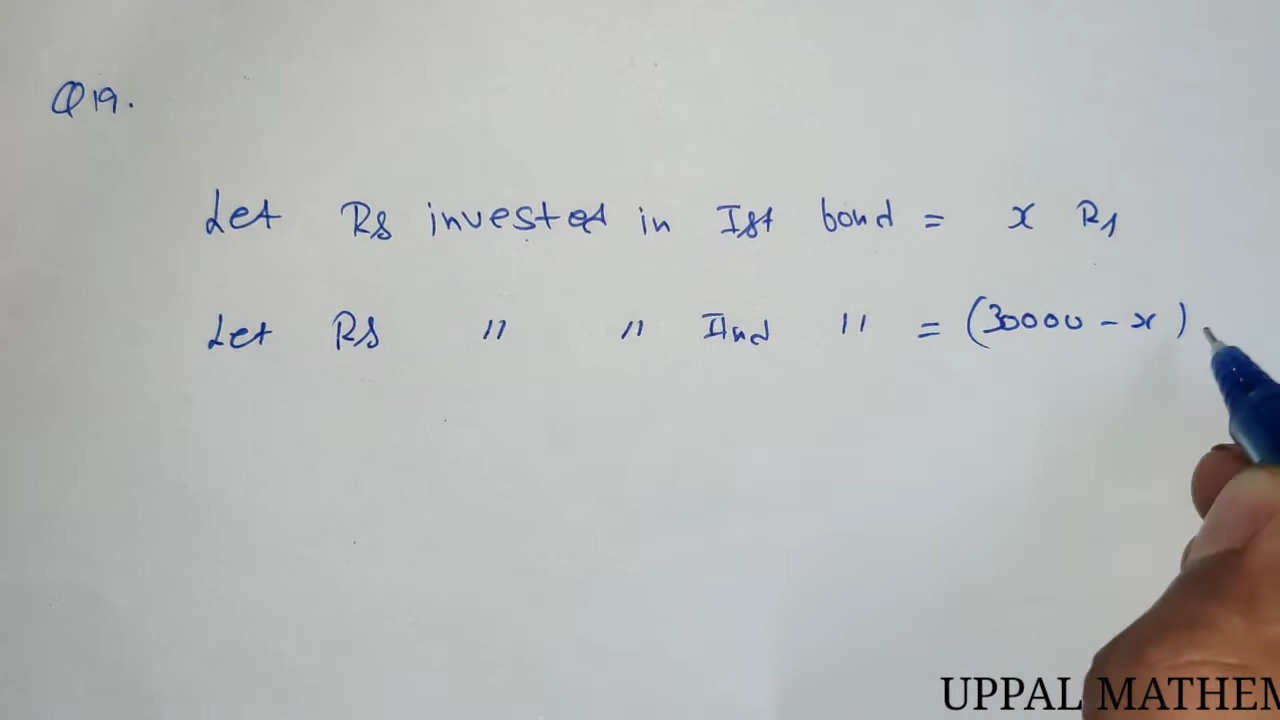 Q19.
Let Rs invested in Ist bond = x Rs
Let Rs " " IInd " = (30000 - x)
UPPAL MATHEM